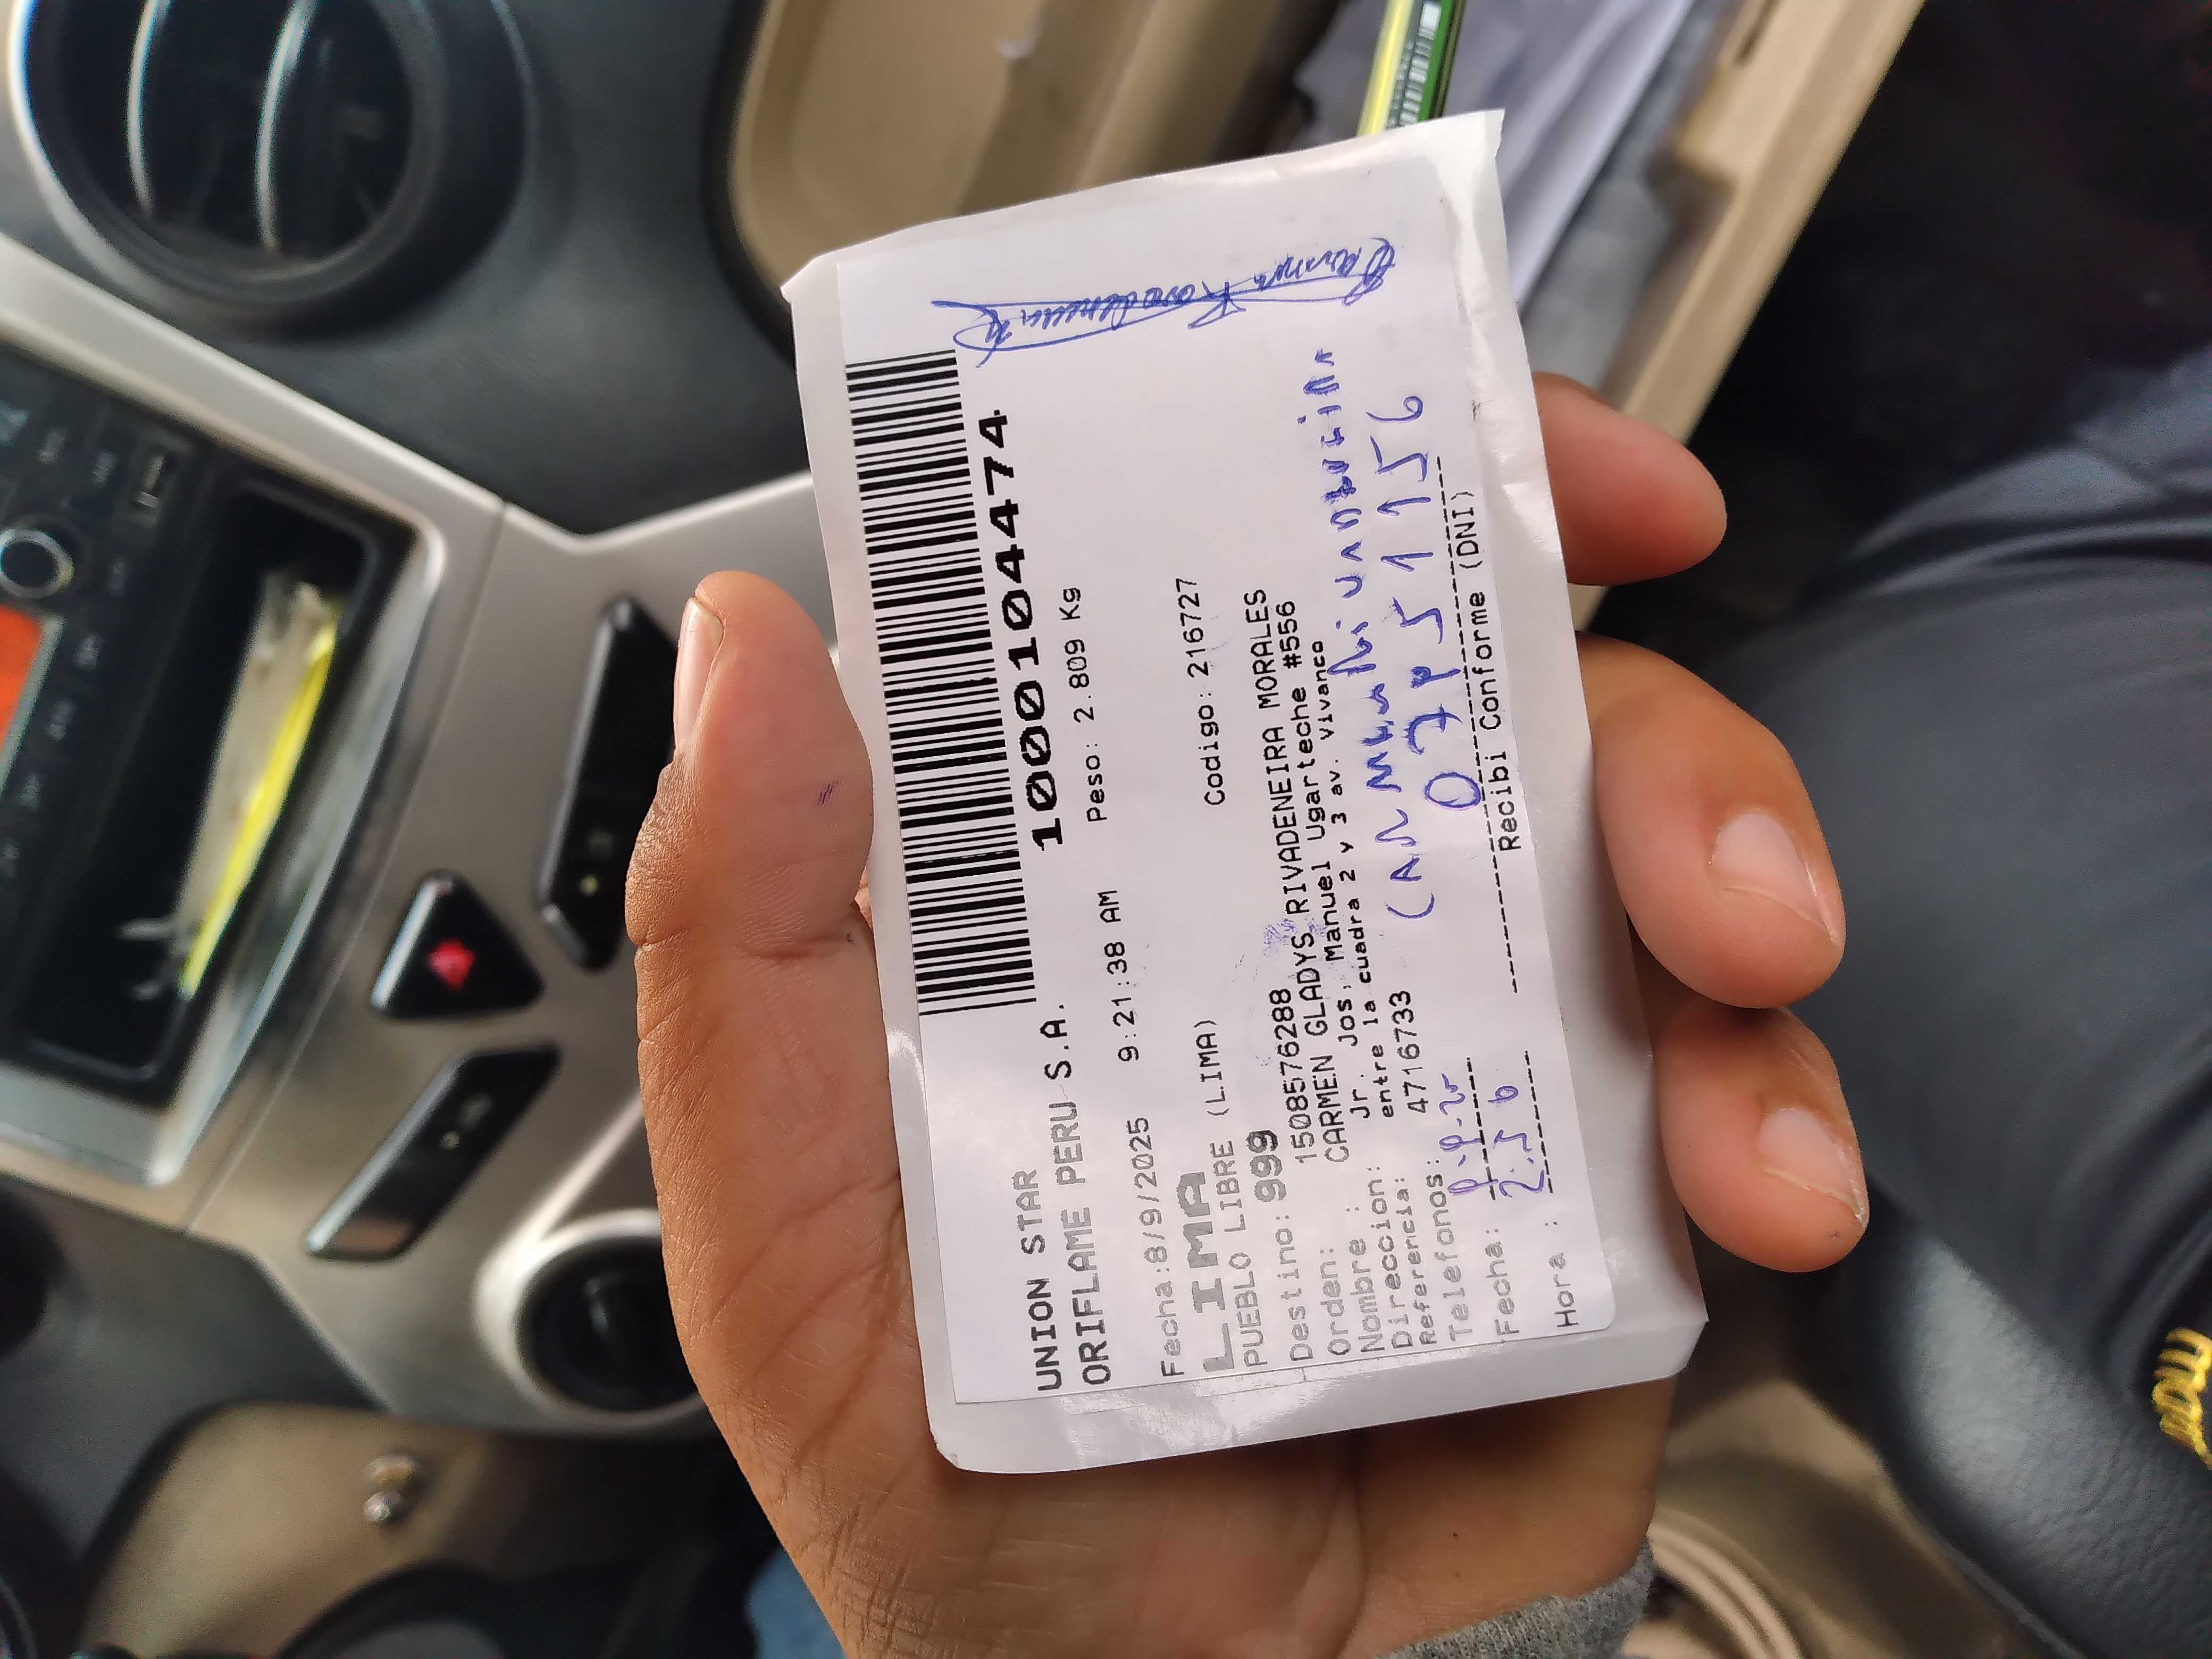 UNION STAR
ORIFLAME PERU S.A.
1000104474
Fecha:8/9/2025 9:21:38 AM Peso: 2.809 Kg
LIMA
PUEBLO LIBRE (LIMA)
Destino: 999 Codigo: 216727
Orden: 1508576288
Nombre : CARMEN GLADYS RIVADENEIRA MORALES
Direccion: Jr. Jos, Manuel Ugarteche #556
Referencia: entre la cuadra 2 y 3 av. Vivanco
Telefonos: 4716733
Fecha:
Hora :
Recibi Conforme (DNI)